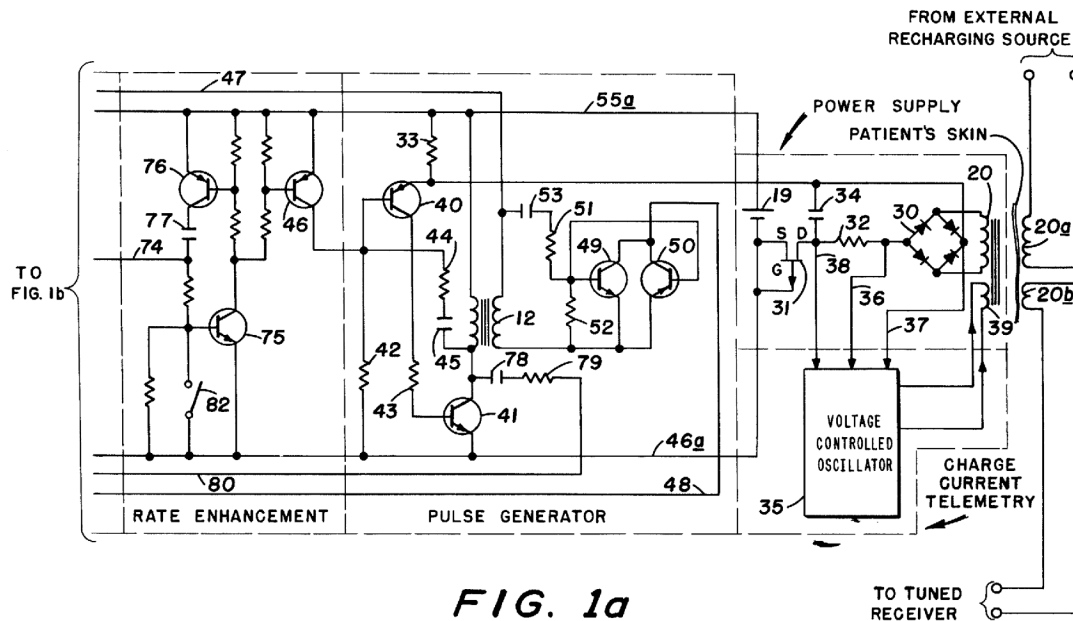 FROM EXTERNAL
RECHARGING SOURCE
47
55a
POWER SUPPLY
PATIENT'S SKIN
33
76
46
40
53
51
19
34
20
30
20a
77
44
49
50
S D
32
G
38
74
TO
FIG. 1b
31
36
20b
75
45
12
52
37
39
42
78
79
82
43
41
VOLTAGE
CONTROLLED
OSCILLATOR
46a
80
48
35
CHARGE
CURRENT
TELEMETRY
RATE ENHANCEMENT
PULSE GENERATOR
FIG. 1a
TO TUNED
RECEIVER